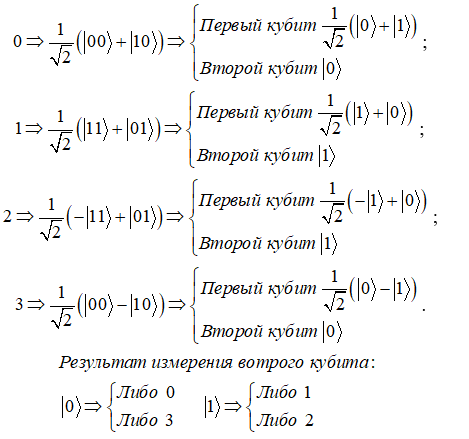 0 ⇒ 1/√2 (|00⟩+|10⟩) ⇒ { Первый кубит 1/√2 (|0⟩+|1⟩)
Второй кубит |0⟩ ;
1 ⇒ 1/√2 (|11⟩+|01⟩) ⇒ { Первый кубит 1/√2 (|1⟩+|0⟩)
Второй кубит |1⟩ ;
2 ⇒ 1/√2 (−|11⟩+|01⟩) ⇒ { Первый кубит 1/√2 (−|1⟩+|0⟩)
Второй кубит |1⟩ ;
3 ⇒ 1/√2 (|00⟩−|10⟩) ⇒ { Первый кубит 1/√2 (|0⟩−|1⟩)
Второй кубит |0⟩ .
Результат измерения вотрого кубита:
|0⟩ ⇒ { Либо 0 |1⟩ ⇒ { Либо 1
Либо 3 Либо 2